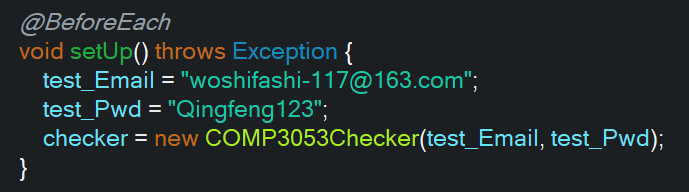 @BeforeEach
void setUp() throws Exception {
test_Email = "woshifashi-117@163.com";
test_Pwd = "Qingfeng123";
checker = new COMP3053Checker(test_Email, test_Pwd);
}